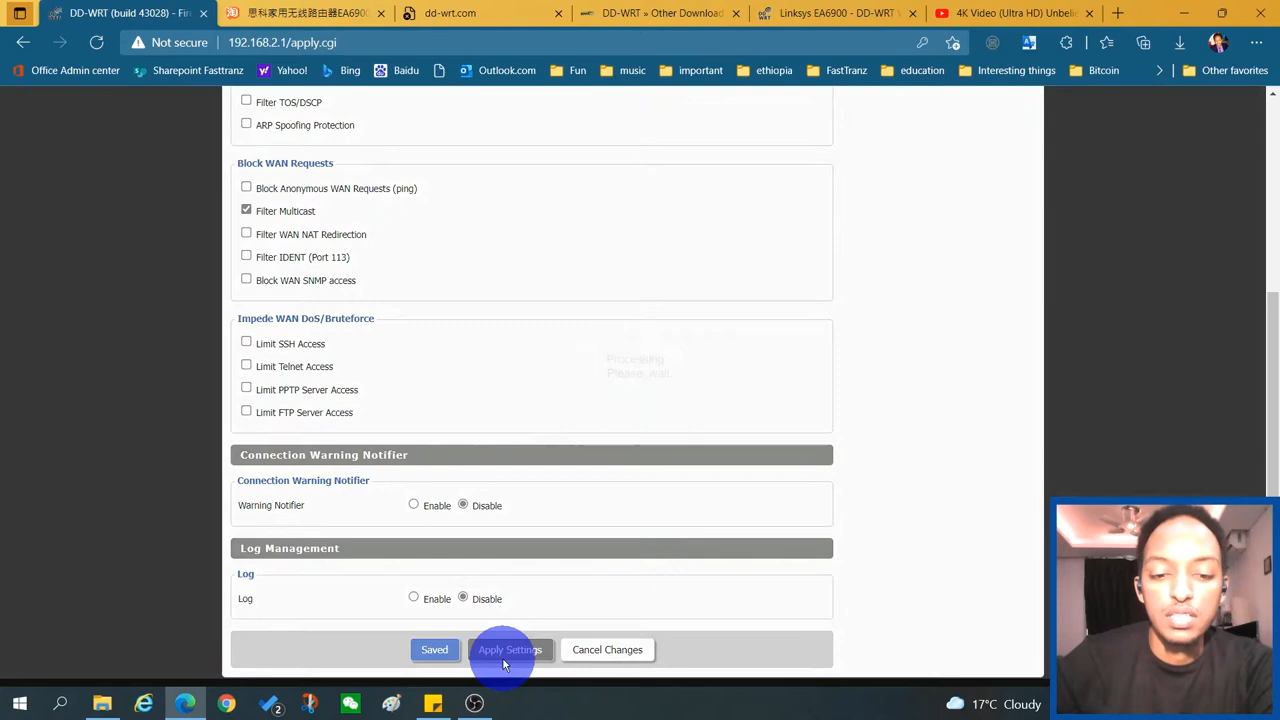 DD-WRT (build 43028) - Fire
思科家用无线路由器EA6900
dd-wrt.com
DD-WRT » Other Download
Linksys EA6900 - DD-WRT W
4K Video (Ultra HD) Unbelie
Not secure 192.168.2.1/apply.cgi
Office Admin center Sharepoint Fasttranz Yahoo! Bing Baidu Outlook.com Fun music important ethiopia FastTranz education Interesting things Bitcoin Other favorites
Filter TOS/DSCP
ARP Spoofing Protection
Block WAN Requests
Block Anonymous WAN Requests (ping)
Filter Multicast
Filter WAN NAT Redirection
Filter IDENT (Port 113)
Block WAN SNMP access
Impede WAN DoS/Bruteforce
Limit SSH Access
Limit Telnet Access
Limit PPTP Server Access
Limit FTP Server Access
Processing.
Please, wait.
Connection Warning Notifier
Connection Warning Notifier
Warning Notifier Enable Disable
Log Management
Log
Log Enable Disable
Saved Apply Settings Cancel Changes
2 17°C Cloudy